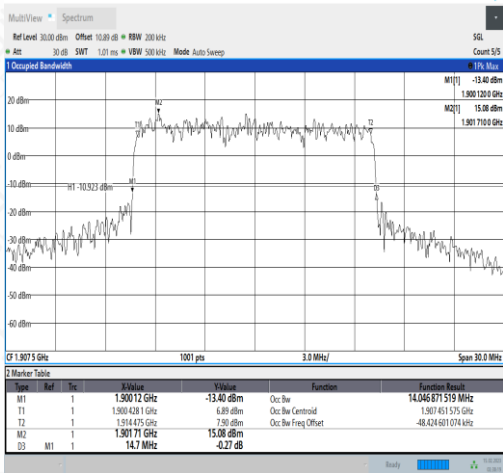 MultiView Spectrum
Ref Level 30.00 dBm Offset 10.89 dB RBW 200 kHz SGL
Att 30 dB SWT 1.01 ms VBW 500 kHz Mode Auto Sweep Count 5/5
1 Occupied Bandwidth 1Pk Max
M1[1] -13.40 dBm
1.900 120 0 GHz
M2[1] 15.08 dBm
1.901 710 0 GHz
M2
20 dBm
T1
T2
10 dBm
0 dBm
M1
D3
-10 dBm
H1 -10.923 dBm
-20 dBm
-30 dBm
-40 dBm
-60 dBm
CF 1.907 5 GHz 1001 pts 3.0 MHz/ Span 30.0 MHz
2 Marker Table
Type Ref Trc X-Value Y-Value Function Function Result
M1 1 1.900 12 GHz -13.40 dBm Occ Bw 14.046 871 519 MHz
T1 1 1.900 428 1 GHz 6.89 dBm Occ Bw Centroid 1.907 451 575 GHz
T2 1 1.914 475 GHz 7.90 dBm Occ Bw Freq Offset -48.424 601 074 kHz
M2 1 1.901 71 GHz 15.08 dBm
D3 M1 1 14.7 MHz -0.27 dB
Ready